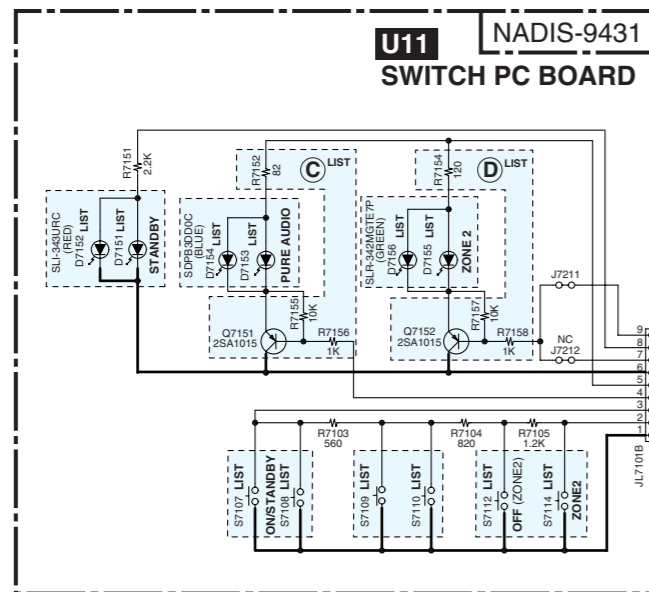 NADIS-9431
U11
SWITCH PC BOARD
R7151
2.2K
R7152
82
C LIST
R7154
120
D LIST
SLI-343URC
(RED)
D7152 LIST
D7151 LIST
STANDBY
SDPB3DD0C
(BLUE)
D7154 LIST
D7153 LIST
PURE AUDIO
SLR-342MGTE7P
(GREEN)
D7156 LIST
D7155 LIST
ZONE 2
R7155
10K
R7157
10K
Q7151
2SA1015
R7156
1K
Q7152
2SA1015
R7158
1K
J7211
NC
J7212
9
8
7
6
5
4
3
2
1
JL7101B
R7103
560
R7104
820
R7105
1.2K
S7107 LIST
ON/STANDBY
S7108 LIST
S7109 LIST
S7110 LIST
S7112 LIST
OFF (ZONE2)
S7114 LIST
ZONE2